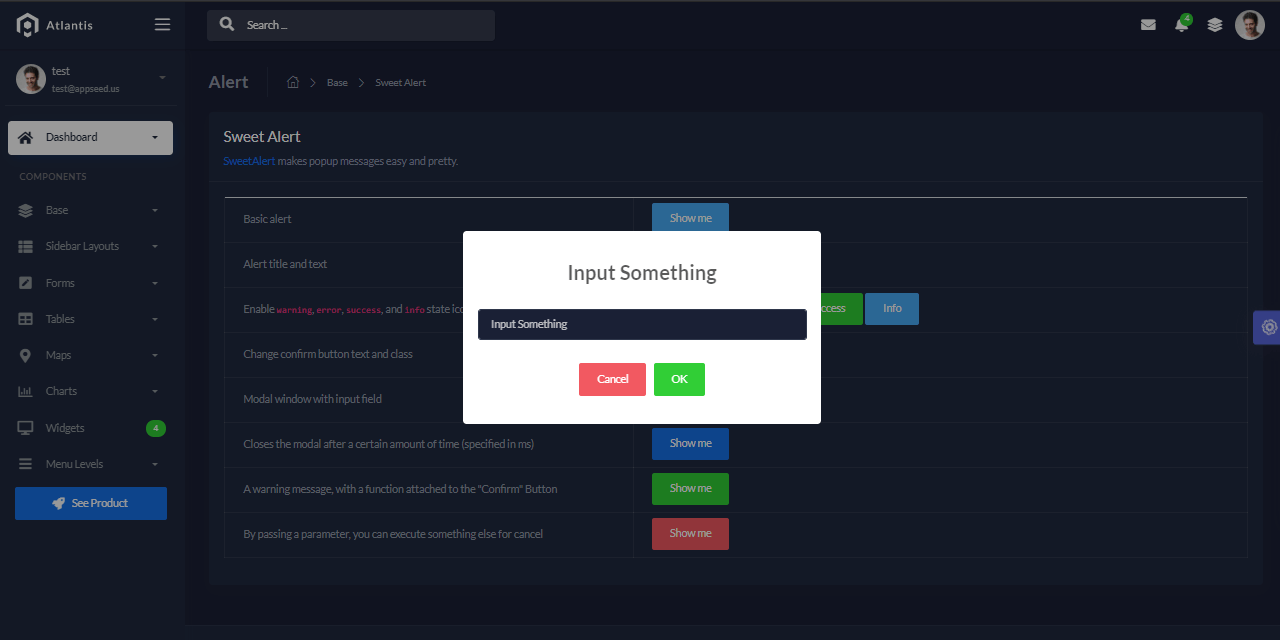 Atlantis
Search ...
4
test
test@appseed.us
Alert
Base
Sweet Alert
Dashboard
COMPONENTS
Base
Sidebar Layouts
Forms
Tables
Maps
Charts
Widgets
4
Menu Levels
See Product
Sweet Alert
SweetAlert makes popup messages easy and pretty.
Basic alert
Show me
Alert title and text
Enable warning, error, success, and info state
Info
Change confirm button text and class
Modal window with input field
Closes the modal after a certain amount of time (specified in ms)
Show me
A warning message, with a function attached to the "Confirm" Button
Show me
By passing a parameter, you can execute something else for cancel
Show me
Input Something
Input Something
Cancel
OK